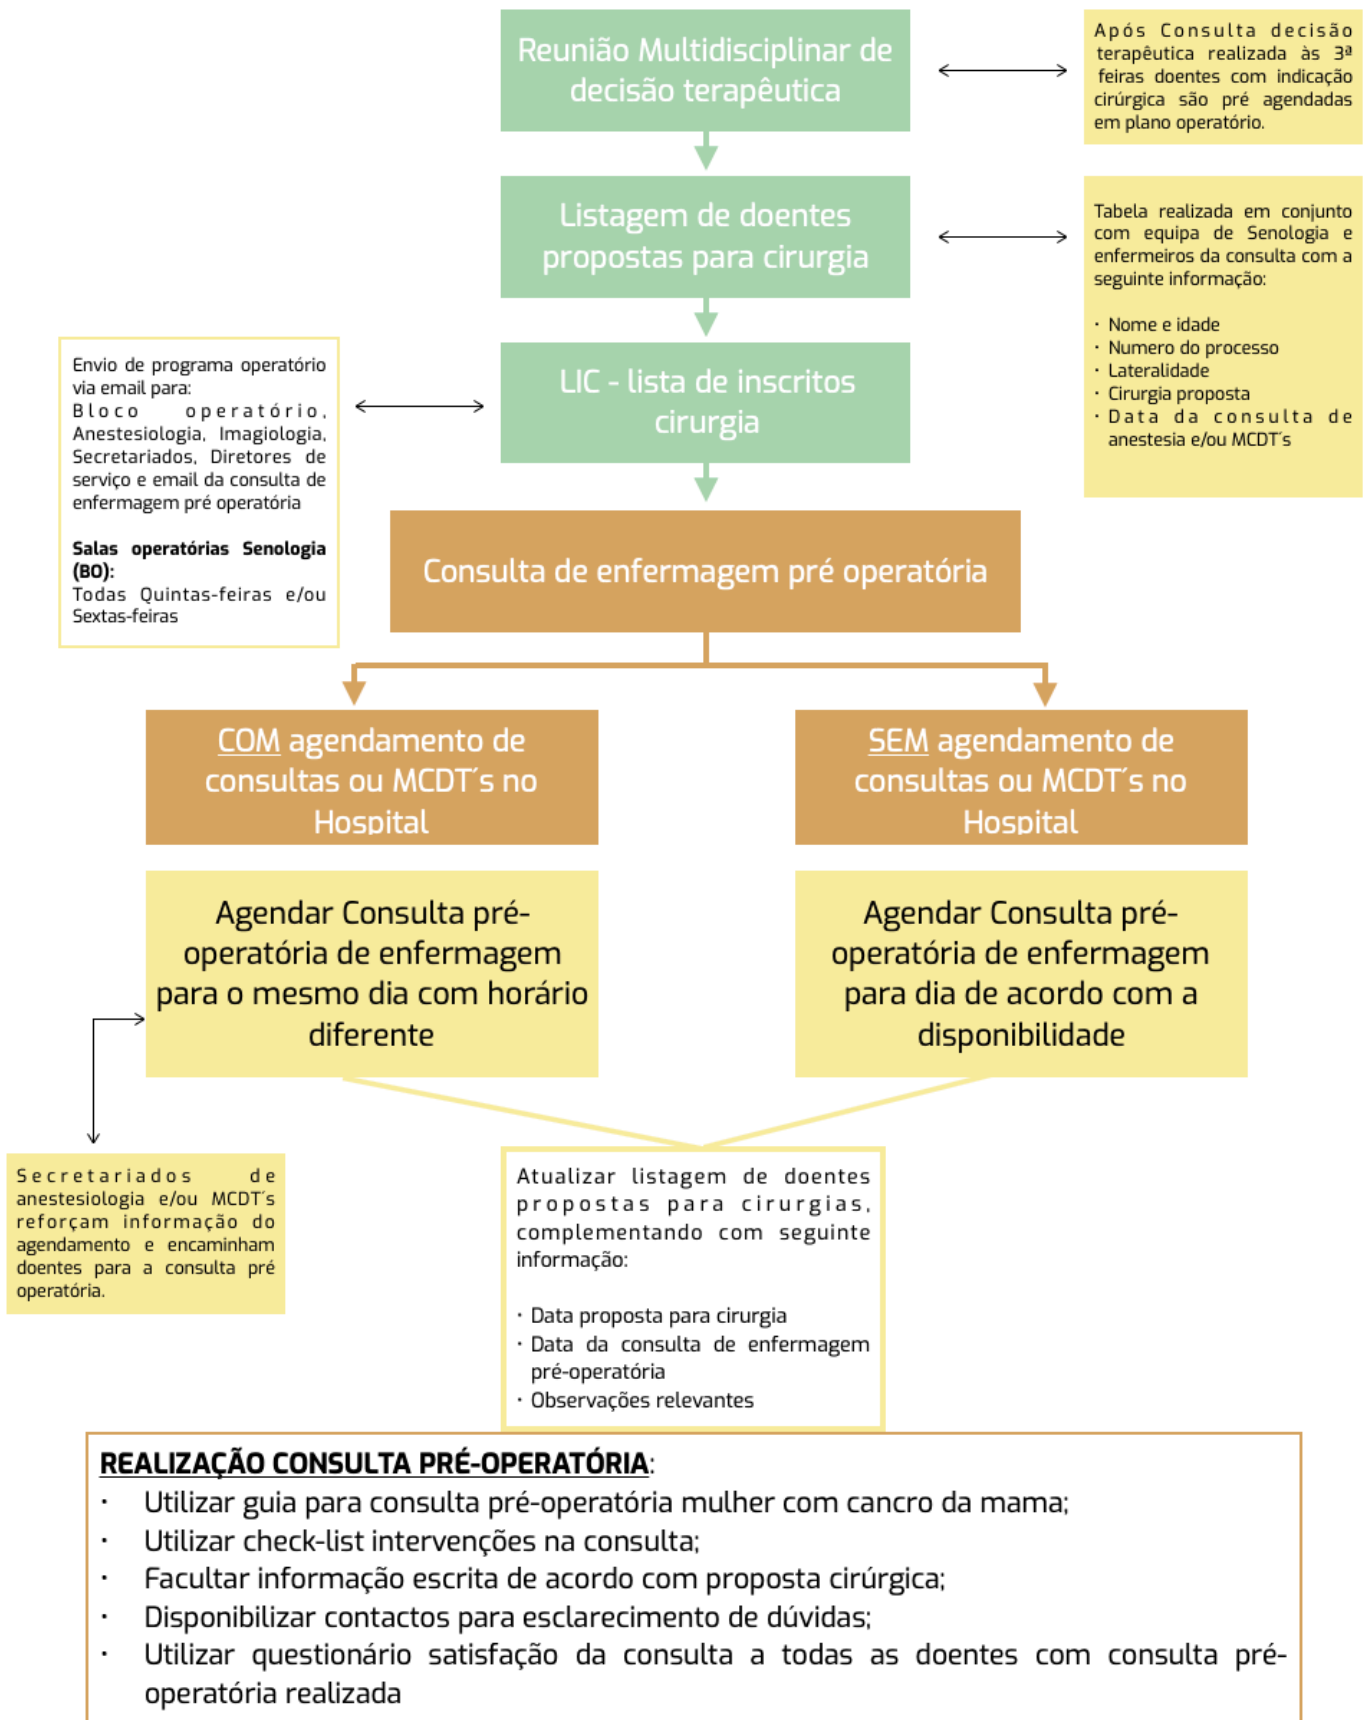 Reunião Multidisciplinar de
decisão terapêutica
Após Consulta decisão
terapêutica realizada às 3ª
feiras doentes com indicação
cirúrgica são pré agendadas
em plano operatório.
Listagem de doentes
propostas para cirurgia
Tabela realizada em conjunto
com equipa de Senologia e
enfermeiros da consulta com a
seguinte informação:
· Nome e idade
· Numero do processo
· Lateralidade
· Cirurgia proposta
· Data da consulta de
anestesia e/ou MCDT´s
LIC - lista de inscritos
cirurgia
Envio de programa operatório
via email para:
Bloco operatório,
Anestesiologia, Imagiologia,
Secretariados, Diretores de
serviço e email da consulta de
enfermagem pré operatória
Salas operatórias Senologia
(BO):
Todas Quintas-feiras e/ou
Sextas-feiras
Consulta de enfermagem pré operatória
COM agendamento de
consultas ou MCDT´s no
Hospital
SEM agendamento de
consultas ou MCDT´s no
Hospital
Agendar Consulta pré-
operatória de enfermagem
para o mesmo dia com horário
diferente
Agendar Consulta pré-
operatória de enfermagem
para dia de acordo com a
disponibilidade
Secretariados de
anestesiologia e/ou MCDT´s
reforçam informação do
agendamento e encaminham
doentes para a consulta pré
operatória.
Atualizar listagem de doentes
propostas para cirurgias,
complementando com seguinte
informação:
· Data proposta para cirurgia
· Data da consulta de enfermagem
pré-operatória
· Observações relevantes
REALIZAÇÃO CONSULTA PRÉ-OPERATÓRIA:
· Utilizar guia para consulta pré-operatória mulher com cancro da mama;
· Utilizar check-list intervenções na consulta;
· Facultar informação escrita de acordo com proposta cirúrgica;
· Disponibilizar contactos para esclarecimento de dúvidas;
· Utilizar questionário satisfação da consulta a todas as doentes com consulta pré-
operatória realizada